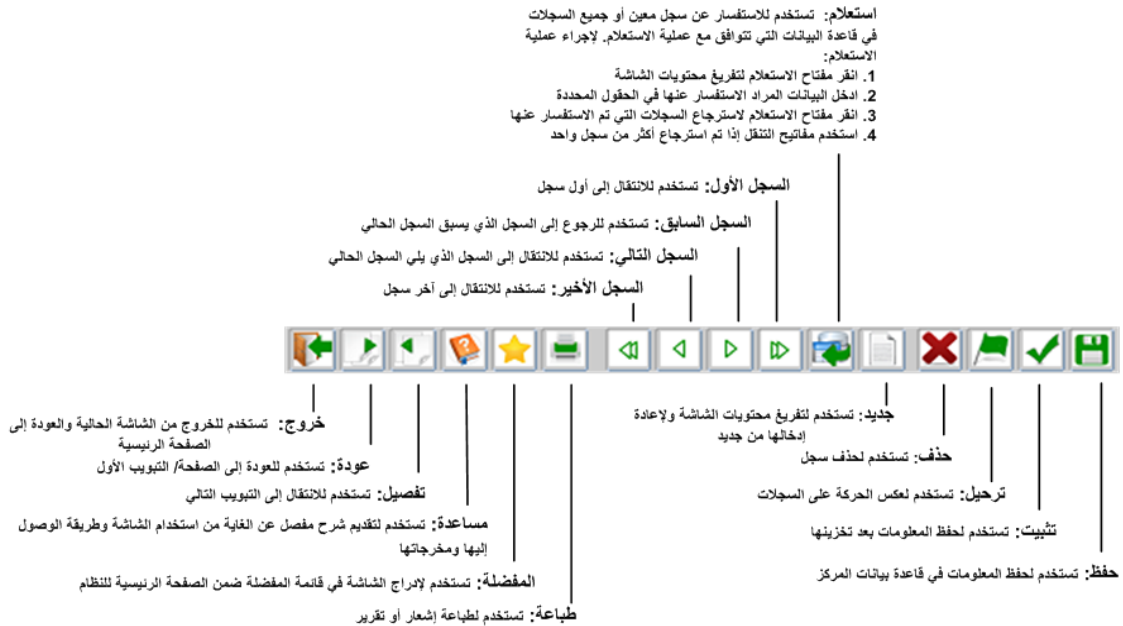 استعلام: تستخدم للاستفسار عن سجل معين أو جميع السجلات
في قاعدة البيانات التي تتوافق مع عملية الاستعلام. لإجراء عملية
الاستعلام:
1. انقر مفتاح الاستعلام لتفريغ محتويات الشاشة
2. ادخل البيانات المراد الاستفسار عنها في الحقول المحددة
3. انقر مفتاح الاستعلام لاسترجاع السجلات التي تم الاستفسار عنها
4. استخدم مفاتيح التنقل إذا تم استرجاع أكثر من سجل واحد
السجل الأول: تستخدم للانتقال إلى أول سجل
السجل السابق: تستخدم للرجوع إلى السجل الذي يسبق السجل الحالي
السجل التالي: تستخدم للانتقال إلى السجل الذي يلي السجل الحالي
السجل الأخير: تستخدم للانتقال إلى آخر سجل
جديد: تستخدم لتفريغ محتويات الشاشة ولإعادة
إدخالها من جديد
حذف: تستخدم لحذف سجل
ترحيل: تستخدم لعكس الحركة على السجلات
تثبيت: تستخدم لحفظ المعلومات بعد تخزينها
حفظ: تستخدم لحفظ المعلومات في قاعدة بيانات المركز
خروج: تستخدم للخروج من الشاشة الحالية والعودة إلى
الصفحة الرئيسية
عودة: تستخدم للعودة إلى الصفحة/ التبويب الأول
تفصيل: تستخدم للانتقال إلى التبويب التالي
مساعدة: تستخدم لتقديم شرح مفصل عن الغاية من استخدام الشاشة وطريقة الوصول
إليها ومخرجاتها
المفضلة: تستخدم لإدراج الشاشة في قائمة المفضلة ضمن الصفحة الرئيسية للنظام
طباعة: تستخدم لطباعة إشعار أو تقرير